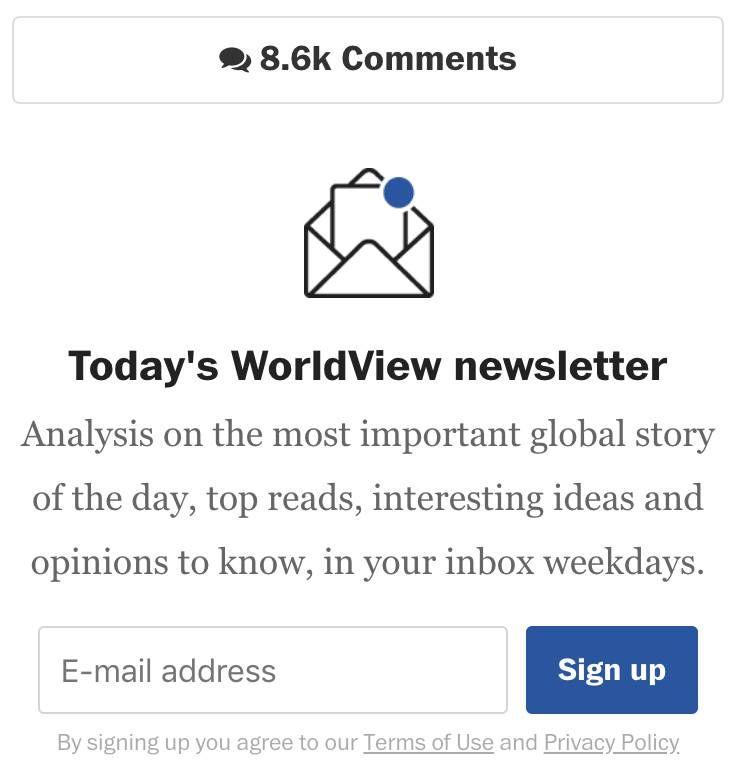 8.6k Comments
Today's WorldView newsletter
Analysis on the most important global story
of the day, top reads, interesting ideas and
opinions to know, in your inbox weekdays.
E-mail address
Sign up
By signing up you agree to our Terms of Use and Privacy Policy